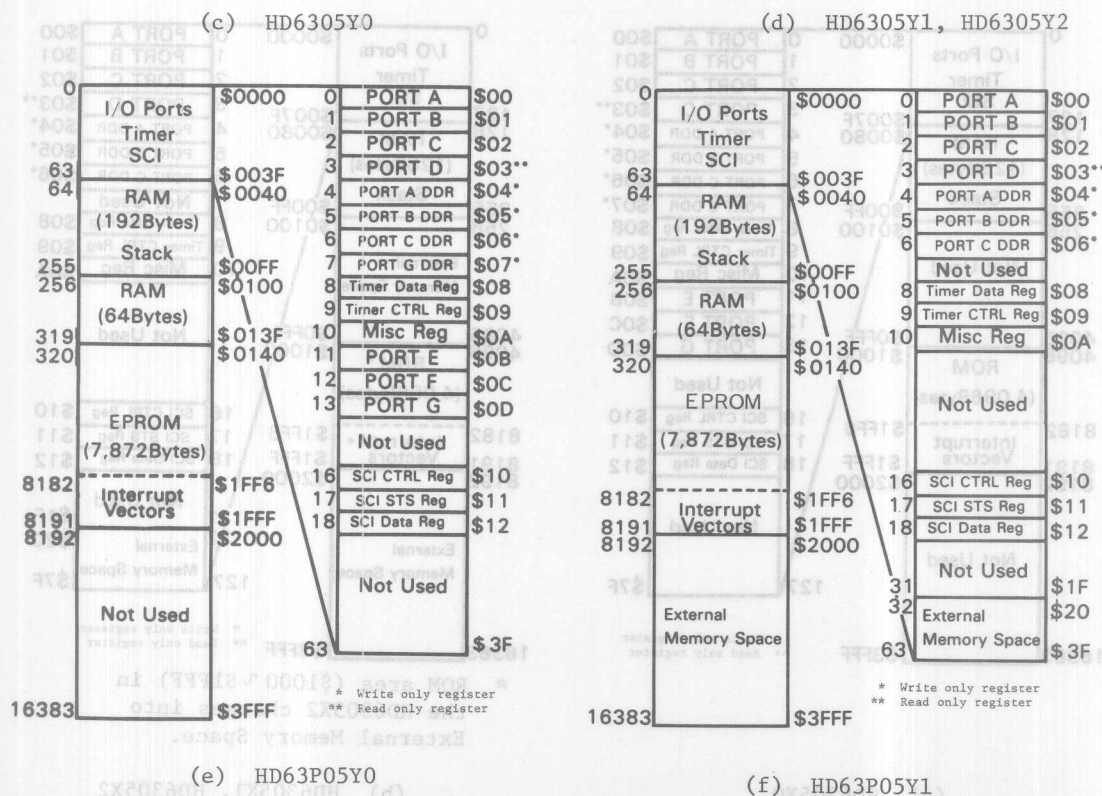 (c) HD6305Y0
(d) HD6305Y1, HD6305Y2
0
I/O Ports
Timer
SCI
63
64
RAM
(192Bytes)
Stack
255
256
RAM
(64Bytes)
319
320
EPROM
(7,872Bytes)
8182
Interrupt
Vectors
8191
8192
Not Used
16383
$0000
$003F
$0040
$00FF
$0100
$013F
$0140
$1FF6
$1FFF
$2000
$3FFF
0 PORT A $00
1 PORT B $01
2 PORT C $02
3 PORT D $03**
4 PORT A DDR $04*
5 PORT B DDR $05*
6 PORT C DDR $06*
7 PORT G DDR $07*
8 Timer Data Reg $08
9 Timer CTRL Reg $09
10 Misc Reg $0A
11 PORT E $0B
12 PORT F $0C
13 PORT G $0D
Not Used
16 SCI CTRL Reg $10
17 SCI STS Reg $11
18 SCI Data Reg $12
Not Used
63 $3F
* Write only register
** Read only register
(e) HD63P05Y0
0
I/O Ports
Timer
SCI
63
64
RAM
(192Bytes)
Stack
255
256
RAM
(64Bytes)
319
320
EPROM
(7,872Bytes)
8182
Interrupt
Vectors
8191
8192
External
Memory Space
16383
$0000
$003F
$0040
$00FF
$0100
$013F
$0140
$1FF6
$1FFF
$2000
$3FFF
0 PORT A $00
1 PORT B $01
2 PORT C $02
3 PORT D $03**
4 PORT A DDR $04*
5 PORT B DDR $05*
6 PORT C DDR $06*
Not Used
8 Timer Data Reg $08
9 Timer CTRL Reg $09
10 Misc Reg $0A
Not Used
16 SCI CTRL Reg $10
17 SCI STS Reg $11
18 SCI Data Reg $12
Not Used
31 $1F
32 $20
External
Memory Space
63 $3F
* Write only register
** Read only register
(f) HD63P05Y1